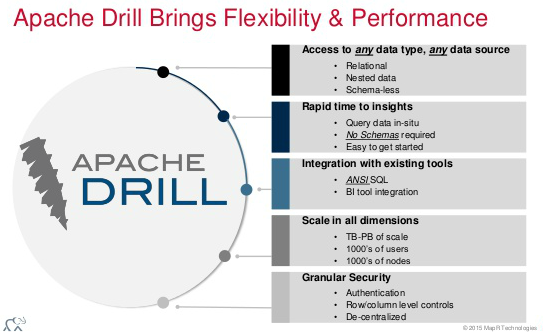 Apache Drill Brings Flexibility & Performance
APACHE
DRILL
Access to any data type, any data source
• Relational
• Nested data
• Schema-less
Rapid time to insights
• Query data in-situ
• No Schemas required
• Easy to get started
Integration with existing tools
• ANSI SQL
• BI tool integration
Scale in all dimensions
• TB-PB of scale
• 1000's of users
• 1000's of nodes
Granular Security
• Authentication
• Row/column level controls
• De-centralized
© 2015 MapR Technologies